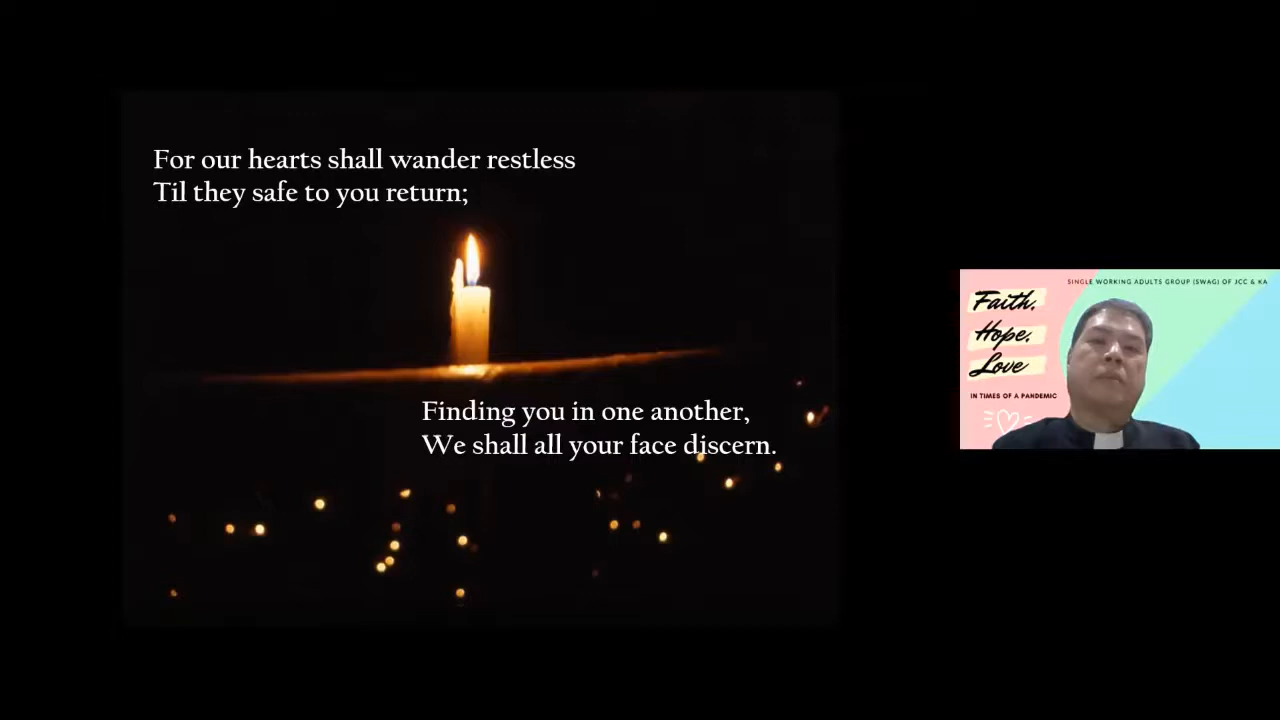 For our hearts shall wander restless
Til they safe to you return;
Finding you in one another,
We shall all your face discern.
SINGLE WORKING ADULTS GROUP (SWAG) OF JCC & KA
Faith.
Hope.
Love
IN TIMES OF A PANDEMIC